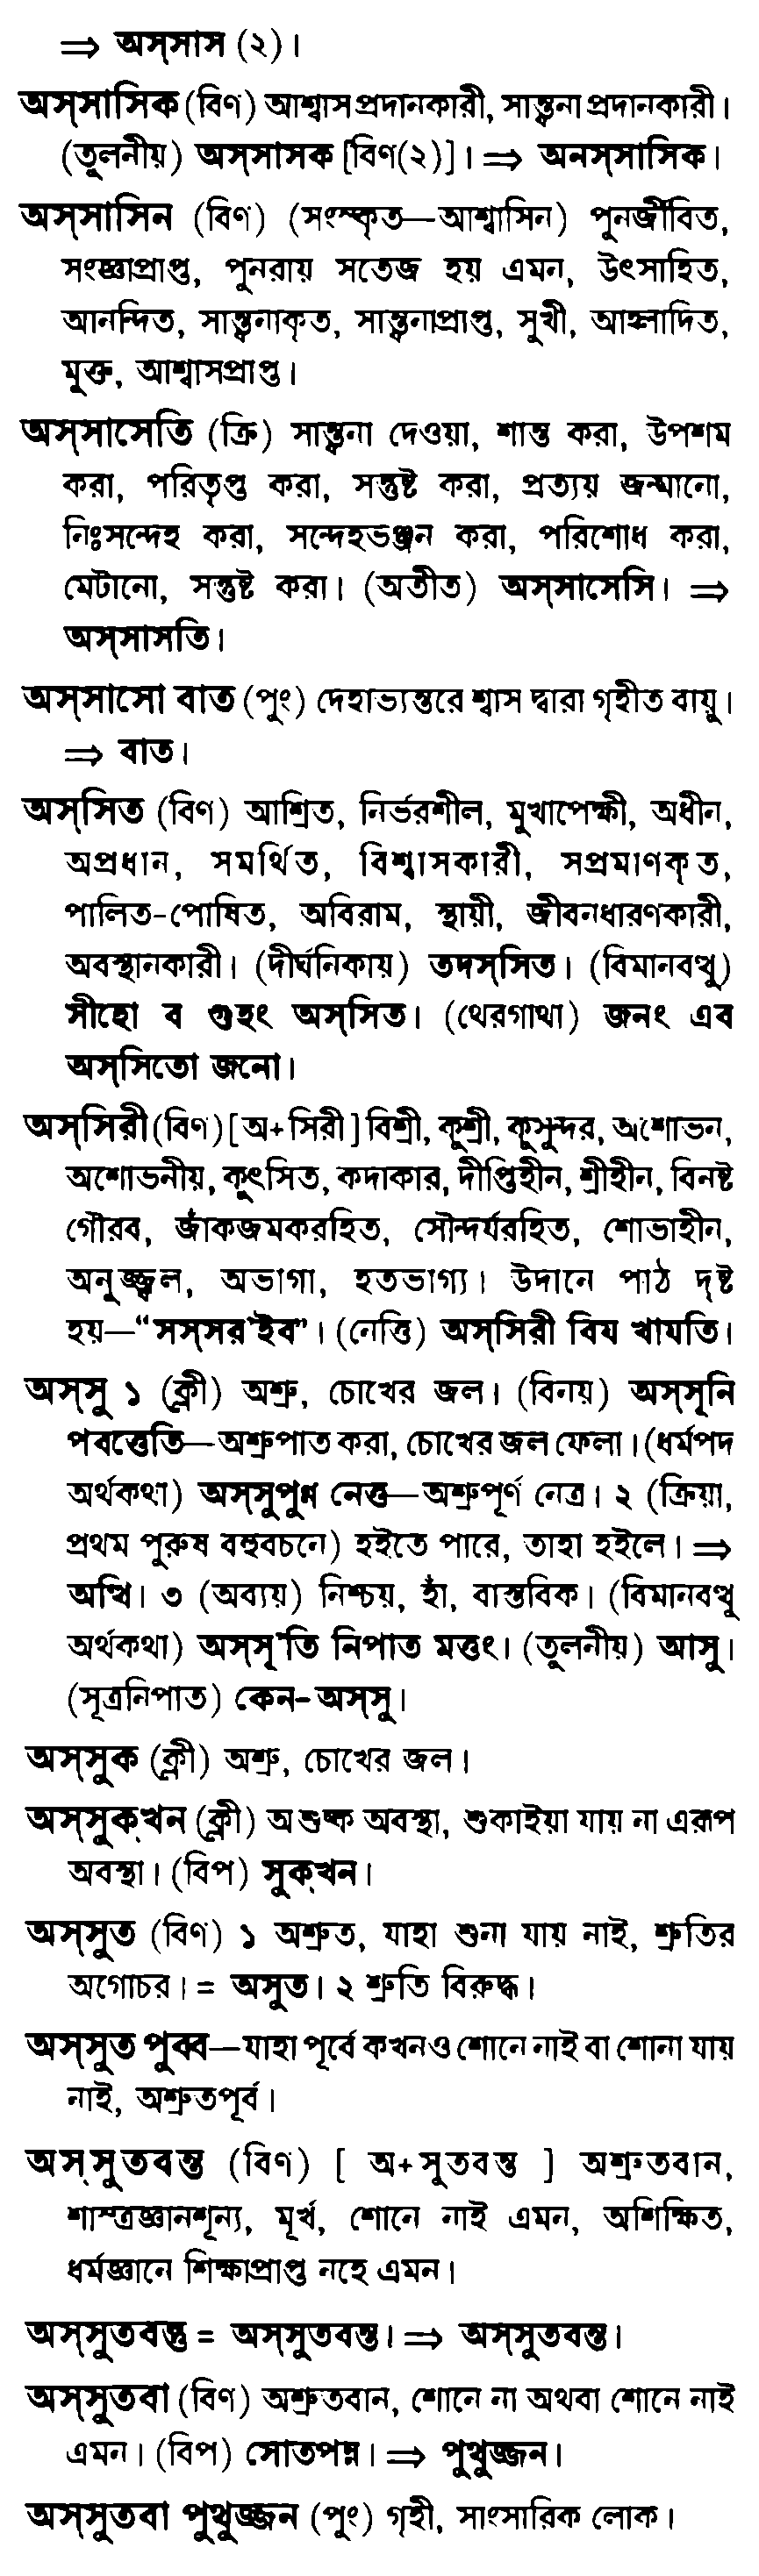 ⇒ অস্সাস (২)।
অস্সাসিক (বিণ) আশ্বাস প্রদানকারী, সান্ত্বনা প্রদানকারী।
(তুলনীয়) অস্সাসক [বিণ(২)]। ⇒ অনস্সাসিক।
অস্সাসিন (বিণ) (সংস্কৃত—আশ্বাসিন) পুনর্জীবিত,
সংজ্ঞাপ্রাপ্ত, পুনরায় সতেজ হয় এমন, উৎসাহিত,
আনন্দিত, সান্ত্বনাকৃত, সান্ত্বনাপ্রাপ্ত, সুখী, আহ্লাদিত,
মুক্ত, আশ্বাসপ্রাপ্ত।
অস্সাসেতি (ক্রি) সান্ত্বনা দেওয়া, শান্ত করা, উপশম
করা, পরিতৃপ্ত করা, সন্তুষ্ট করা, প্রত্যয় জন্মানো,
নিঃসন্দেহ করা, সন্দেহভঞ্জন করা, পরিশোধ করা,
মেটানো, সন্তুষ্ট করা। (অতীত) অস্সাসেসি। ⇒
অস্সাসতি।
অস্সাসো বাত (পুং) দেহাভ্যন্তরে শ্বাস দ্বারা গৃহীত বায়ু।
⇒ বাত।
অস্সিত (বিণ) আশ্রিত, নির্ভরশীল, মুখাপেক্ষী, অধীন,
অপ্রধান, সমর্থিত, বিশ্বাসকারী, সপ্রমাণকৃত,
পালিত-পোষিত, অবিরাম, স্থায়ী, জীবনধারণকারী,
অবস্থানকারী। (দীর্ঘনিকায়) তদস্সিত। (বিমানবত্থু)
সীহো ব গুহং অস্সিত। (থেরগাথা) জনং এব
অস্সিতো জনো।
অস্সিরী (বিণ) [অ+সিরী] বিশ্রী, কুশ্রী, কুসুন্দর, অশোভন,
অশোভনীয়, কুৎসিত, কদাকার, দীপ্তিহীন, শ্রীহীন, বিনষ্ট
গৌরব, জাঁকজমকরহিত, সৌন্দর্যরহিত, শোভাহীন,
অনুজ্জ্বল, অভাগা, হতভাগ্য। উদানে পাঠ দৃষ্ট
হয়—“সস্সর'ইব”। (নেত্তি) অস্সিরী বিয খামতি।
অস্সু ১ (ক্লী) অশ্রু, চোখের জল। (বিনয়) অস্সূনি
পবত্তেতি—অশ্রুপাত করা, চোখের জল ফেলা। (ধর্মপদ
অর্থকথা) অস্সুপুন্ন নেত্ত—অশ্রুপূর্ণ নেত্র। ২ (ক্রিয়া,
প্রথম পুরুষ বহুবচনে) হইতে পারে, তাহা হইলে। ⇒
অত্থি। ৩ (অব্যয়) নিশ্চয়, হাঁ, বাস্তবিক। (বিমানবত্থু
অর্থকথা) অস্সূ'তি নিপাত মত্তং। (তুলনীয়) আসু।
(সূত্রনিপাত) কেন-অস্সু।
অস্সুক (ক্লী) অশ্রু, চোখের জল।
অস্সুক্খন (ক্লী) অশুষ্ক অবস্থা, শুকাইয়া যায় না এরূপ
অবস্থা। (বিপ) সুক্খন।
অস্সুত (বিণ) ১ অশ্রুত, যাহা শুনা যায় নাই, শ্রুতির
অগোচর। = অসুত। ২ শ্রুতি বিরুদ্ধ।
অস্সুত পুব্ব—যাহা পূর্বে কখনও শোনে নাই বা শোনা যায়
নাই, অশ্রুতপূর্ব।
অস্সুতবন্ত (বিণ) [ অ+সুতবন্ত ] অশ্রুতবান,
শাস্ত্রজ্ঞানশূন্য, মূর্খ, শোনে নাই এমন, অশিক্ষিত,
ধর্মজ্ঞানে শিক্ষাপ্রাপ্ত নহে এমন।
অস্সুতবন্তু = অস্সুতবন্ত। ⇒ অস্সুতবন্ত।
অস্সুতবা (বিণ) অশ্রুতবান, শোনে না অথবা শোনে নাই
এমন। (বিপ) সোতপন্ন। ⇒ পুথুজ্জন।
অস্সুতবা পুথুজ্জন (পুং) গৃহী, সাংসারিক লোক।